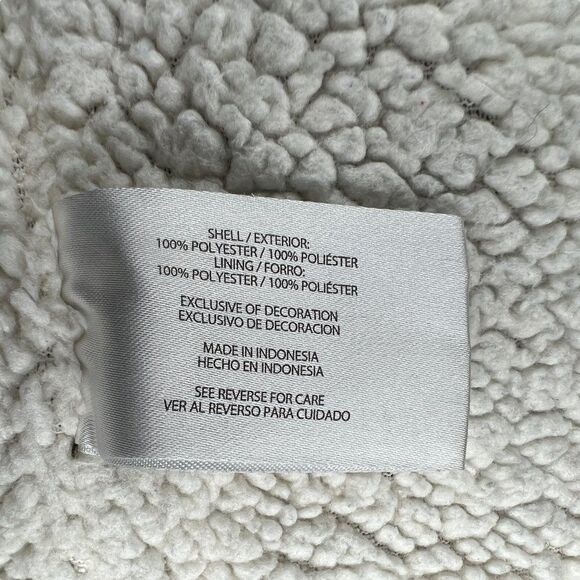 SHELL / EXTERIOR:
100% POLYESTER / 100% POLIÉSTER
LINING / FORRO:
100% POLYESTER / 100% POLIÉSTER
EXCLUSIVE OF DECORATION
EXCLUSIVO DE DECORACION
MADE IN INDONESIA
HECHO EN INDONESIA
SEE REVERSE FOR CARE
VER AL REVERSO PARA CUIDADO